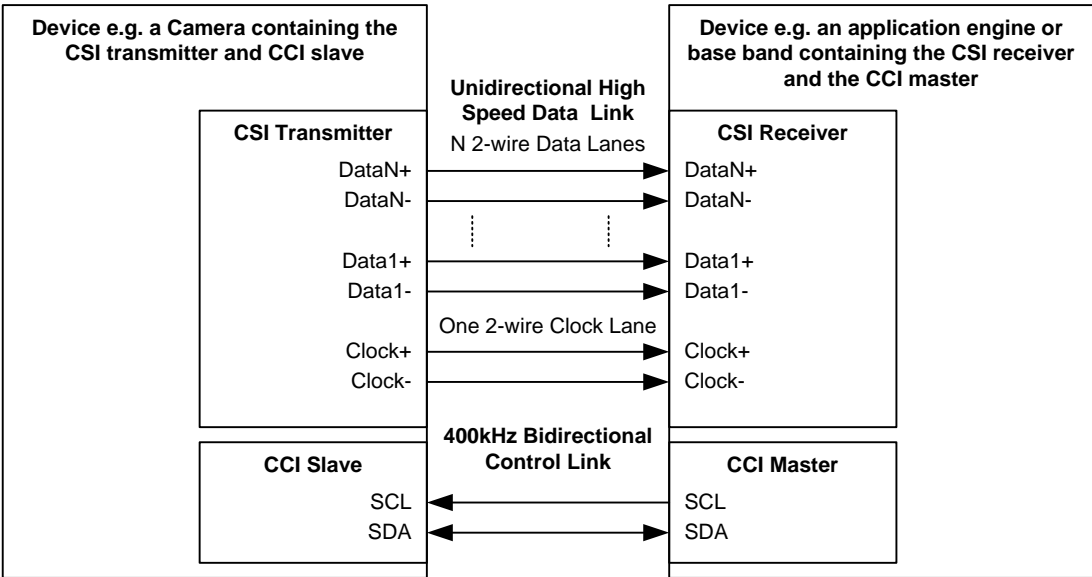 Device e.g. a Camera containing the
CSI transmitter and CCI slave
Device e.g. an application engine or
base band containing the CSI receiver
and the CCI master
Unidirectional High
Speed Data Link
N 2-wire Data Lanes
CSI Transmitter
DataN+
DataN-
Data1+
Data1-
Clock+
Clock-
One 2-wire Clock Lane
CSI Receiver
DataN+
DataN-
Data1+
Data1-
Clock+
Clock-
400kHz Bidirectional
Control Link
CCI Slave
SCL
SDA
CCI Master
SCL
SDA